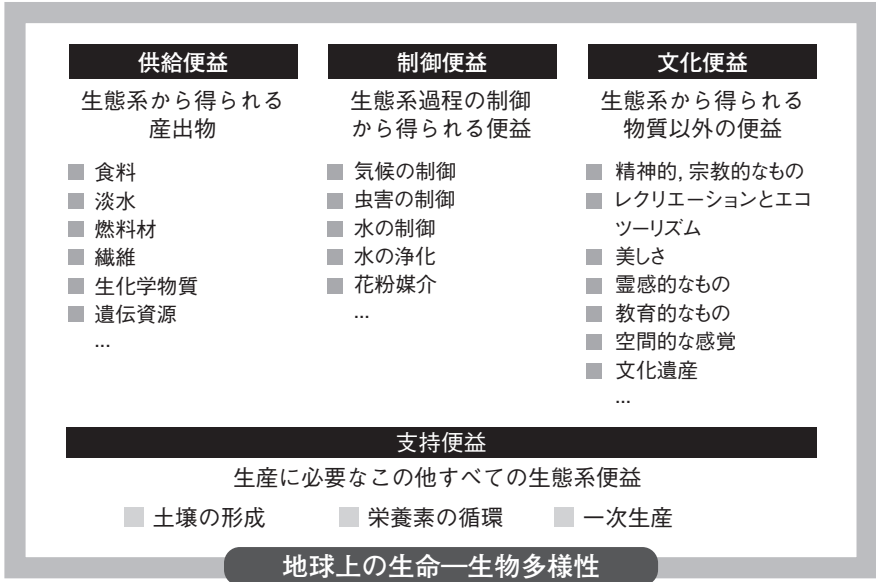 供給便益
生態系から得られる
産出物
食料
淡水
燃料材
繊維
生化学物質
遺伝資源
...
制御便益
生態系過程の制御
から得られる便益
気候の制御
虫害の制御
水の制御
水の浄化
花粉媒介
...
文化便益
生態系から得られる
物質以外の便益
精神的, 宗教的なもの
レクリエーションとエコ
ツーリズム
美しさ
霊感的なもの
教育的なもの
空間的な感覚
文化遺産
...
支持便益
生産に必要なこの他すべての生態系便益
土壌の形成
栄養素の循環
一次生産
地球上の生命―生物多様性